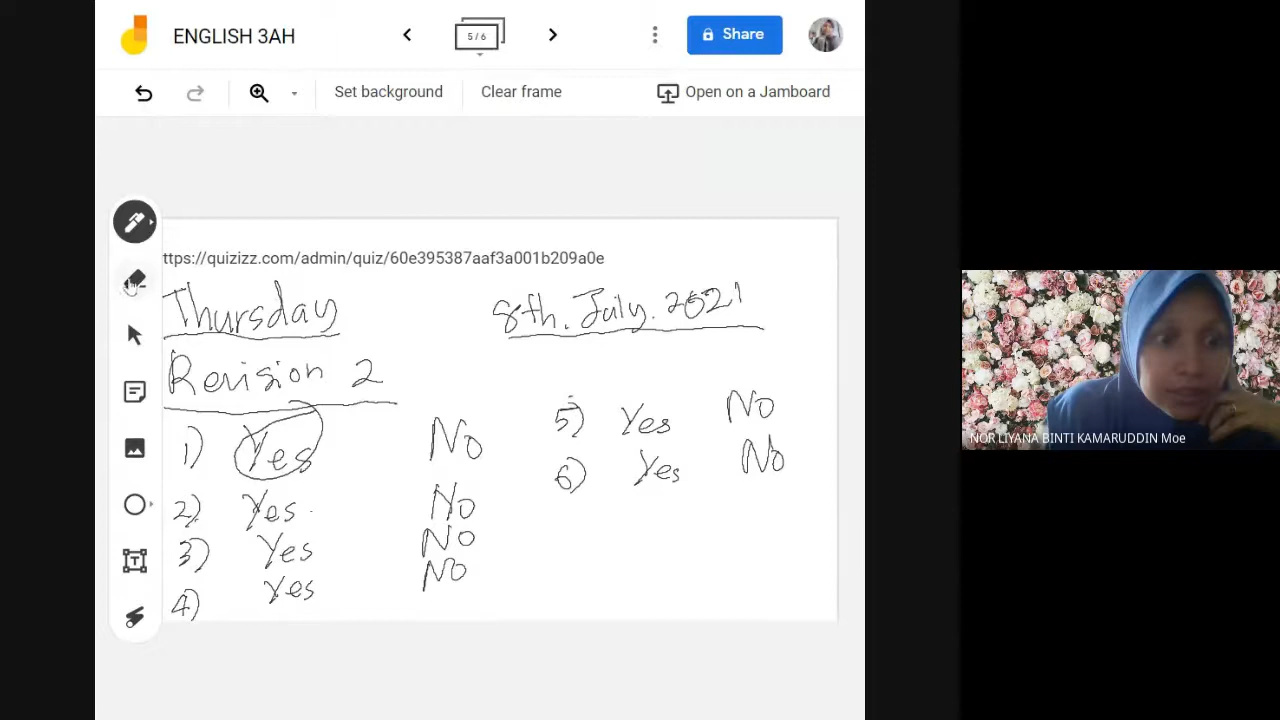 ENGLISH 3AH
5/6
Share
Set background
Clear frame
Open on a Jamboard
ttps://quizizz.com/admin/quiz/60e395387aaf3a001b209a0e
Thursday 8th. July. 2021
Revision 2
1) Yes No
2) Yes No
3) Yes No
4) Yes No
5) Yes No
6) Yes No
NOR LIYANA BINTI KAMARUDDIN Moe